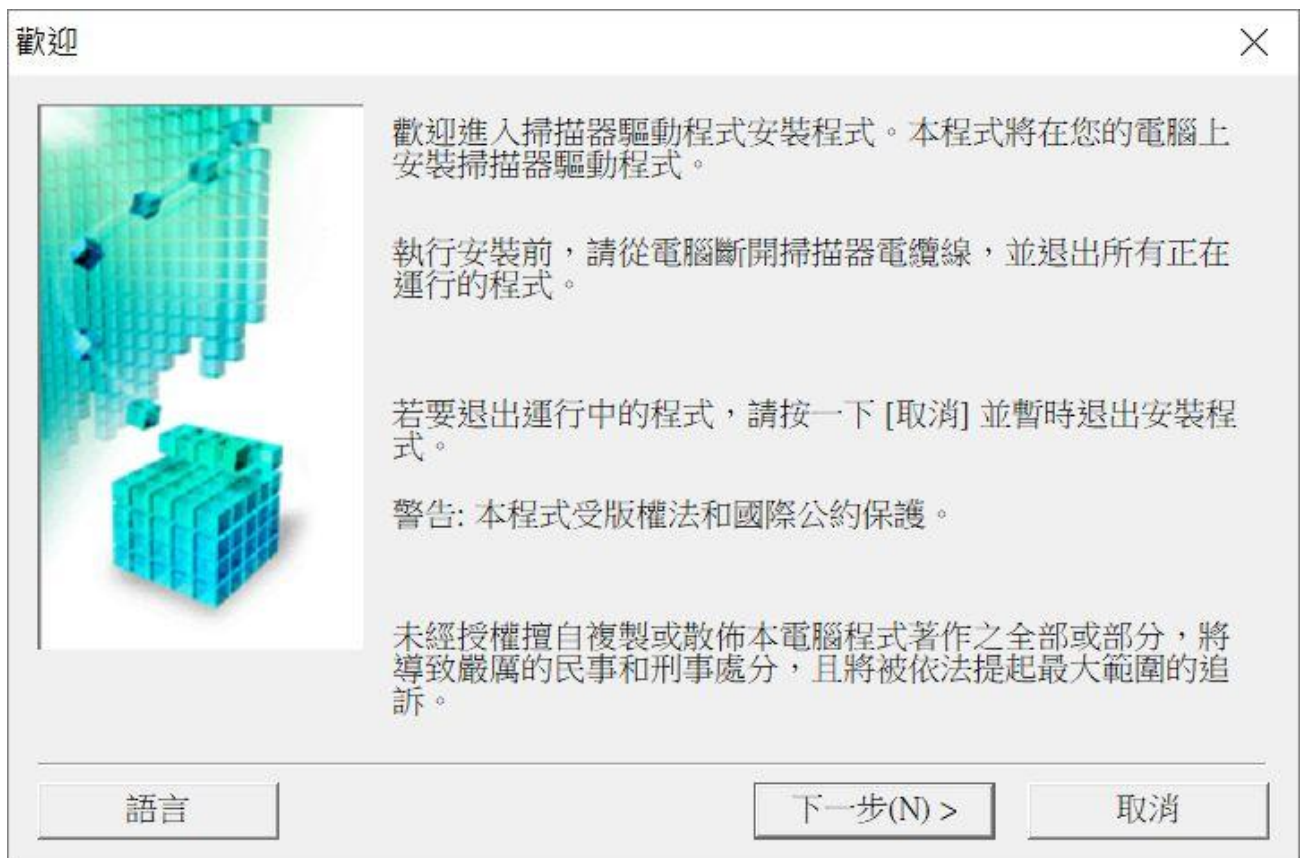 歡迎
歡迎進入掃描器驅動程式安裝程式。本程式將在您的電腦上
安裝掃描器驅動程式。
執行安裝前，請從電腦斷開掃描器電纜線，並退出所有正在
運行的程式。
若要退出運行中的程式，請按一下 [取消] 並暫時退出安裝程
式。
警告: 本程式受版權法和國際公約保護。
未經授權擅自複製或散佈本電腦程式著作之全部或部分，將
導致嚴厲的民事和刑事處分，且將被依法提起最大範圍的追
訴。
語言
下一步(N) >
取消